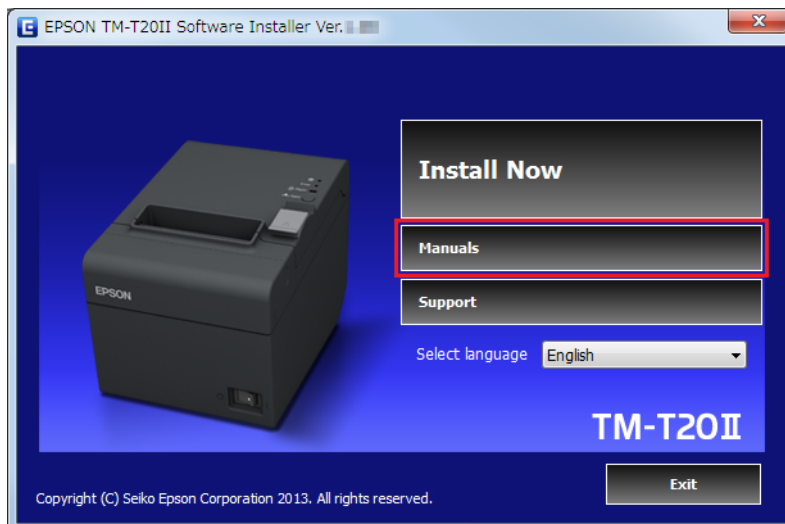 EPSON TM-T20II Software Installer Ver.
Install Now
Manuals
EPSON
Support
Select language English
TM-T20II
Exit
Copyright (C) Seiko Epson Corporation 2013. All rights reserved.